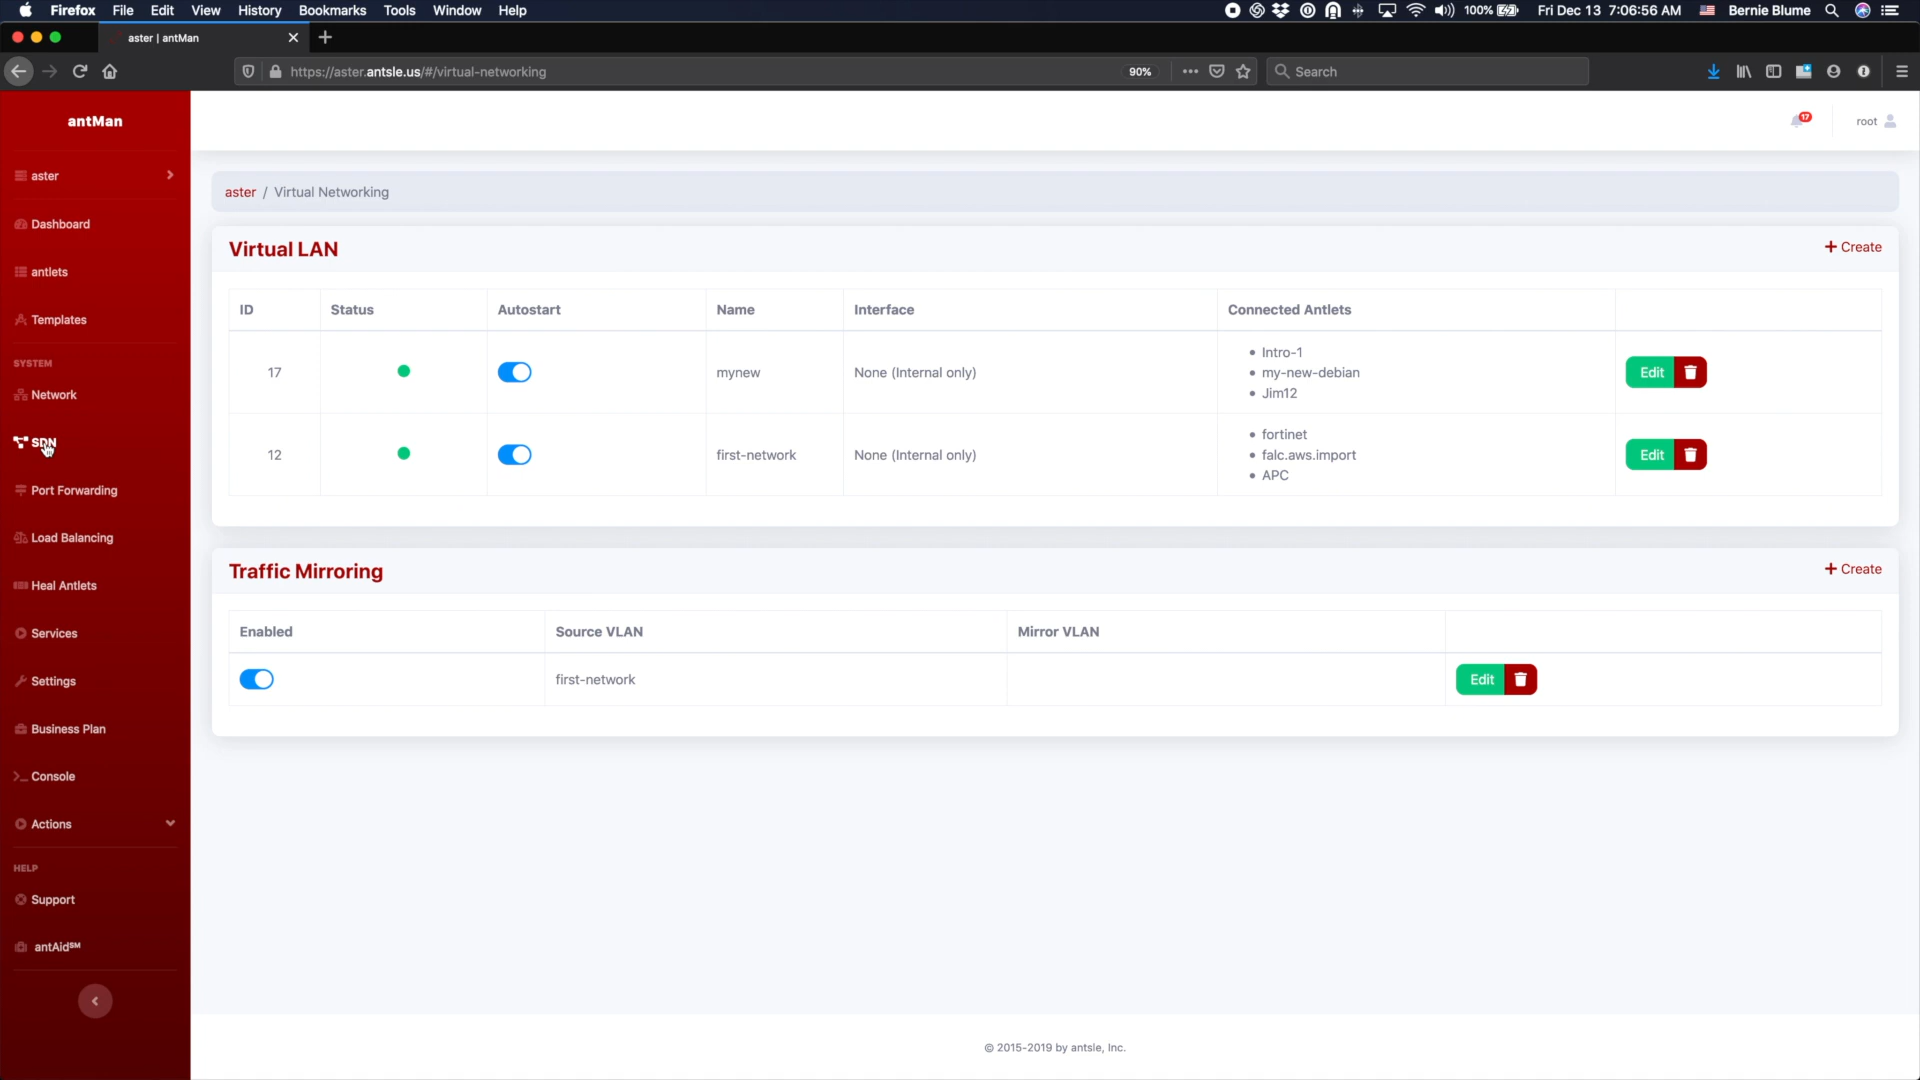 Firefox File Edit View History Bookmarks Tools Window Help 100% Fri Dec 13 7:06:56 AM Bernie Blume
aster | antMan
https://aster.antsle.us/#/virtual-networking 90% Search
antMan
17 root
aster
aster / Virtual Networking
Dashboard
antlets
Templates
SYSTEM
Network
SDN
Port Forwarding
Load Balancing
Heal Antlets
Services
Settings
Business Plan
Console
Actions
HELP
Support
antAid℠
Virtual LAN
+ Create
ID Status Autostart Name Interface Connected Antlets
17 mynew None (Internal only)
• Intro-1
• my-new-debian
• Jim12
Edit
12 first-network None (Internal only)
• fortinet
• falc.aws.import
• APC
Edit
Traffic Mirroring
+ Create
Enabled Source VLAN Mirror VLAN
first-network Edit
© 2015-2019 by antsle, Inc.